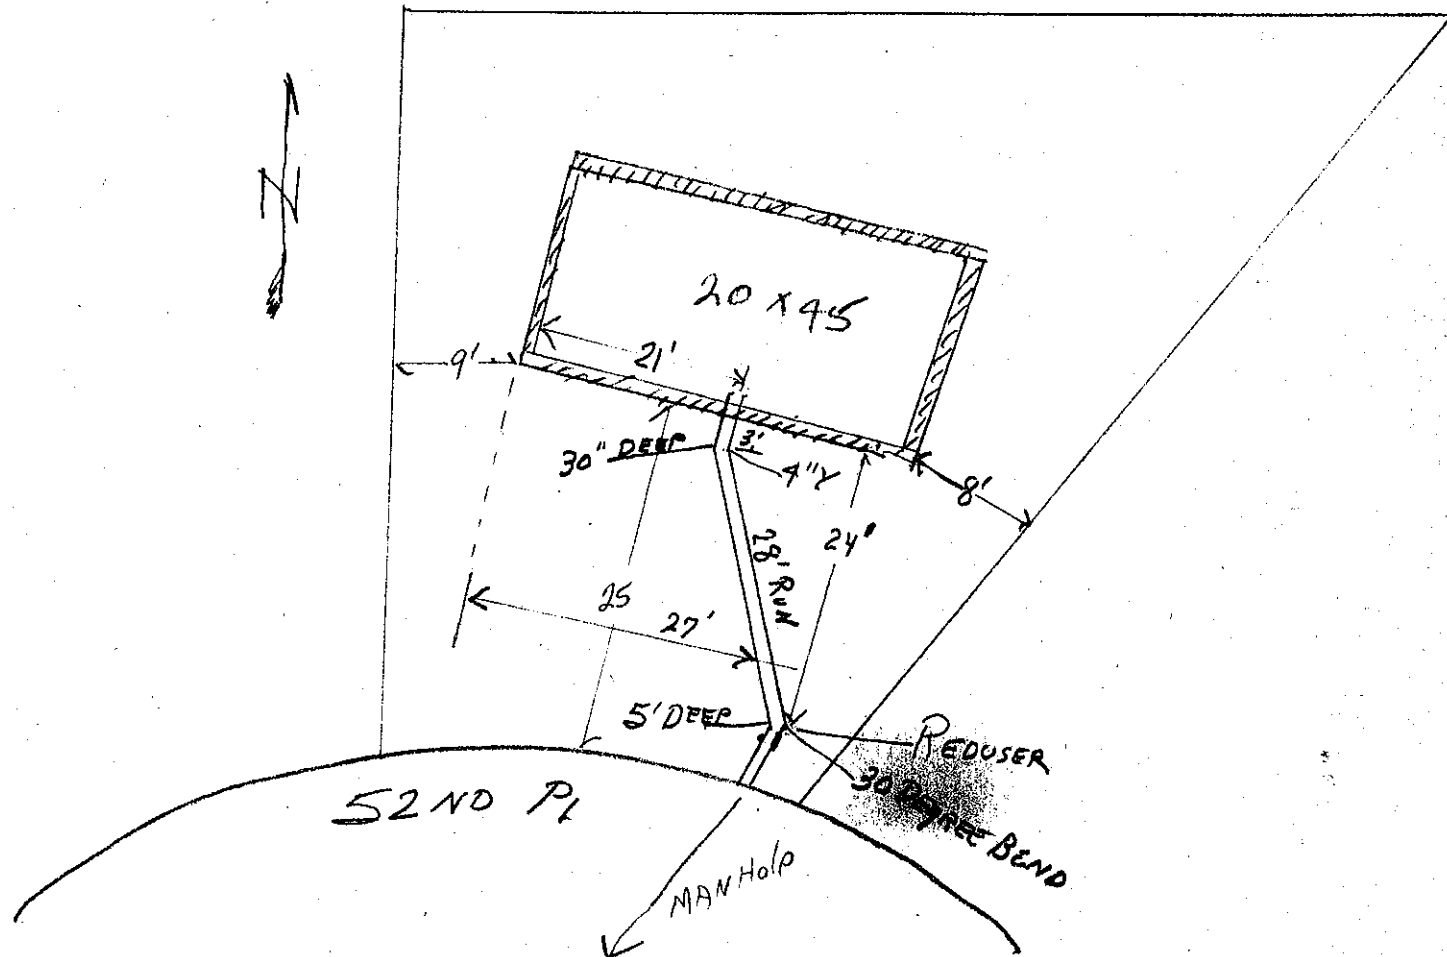 N
20 x 45
21'
9'
30" DEEP
3'
4"Y
8'
28' RUN
24'
25
27'
5' DEEP
REDUSER
30 DEGREE BEND
52ND PL
MANHOLP